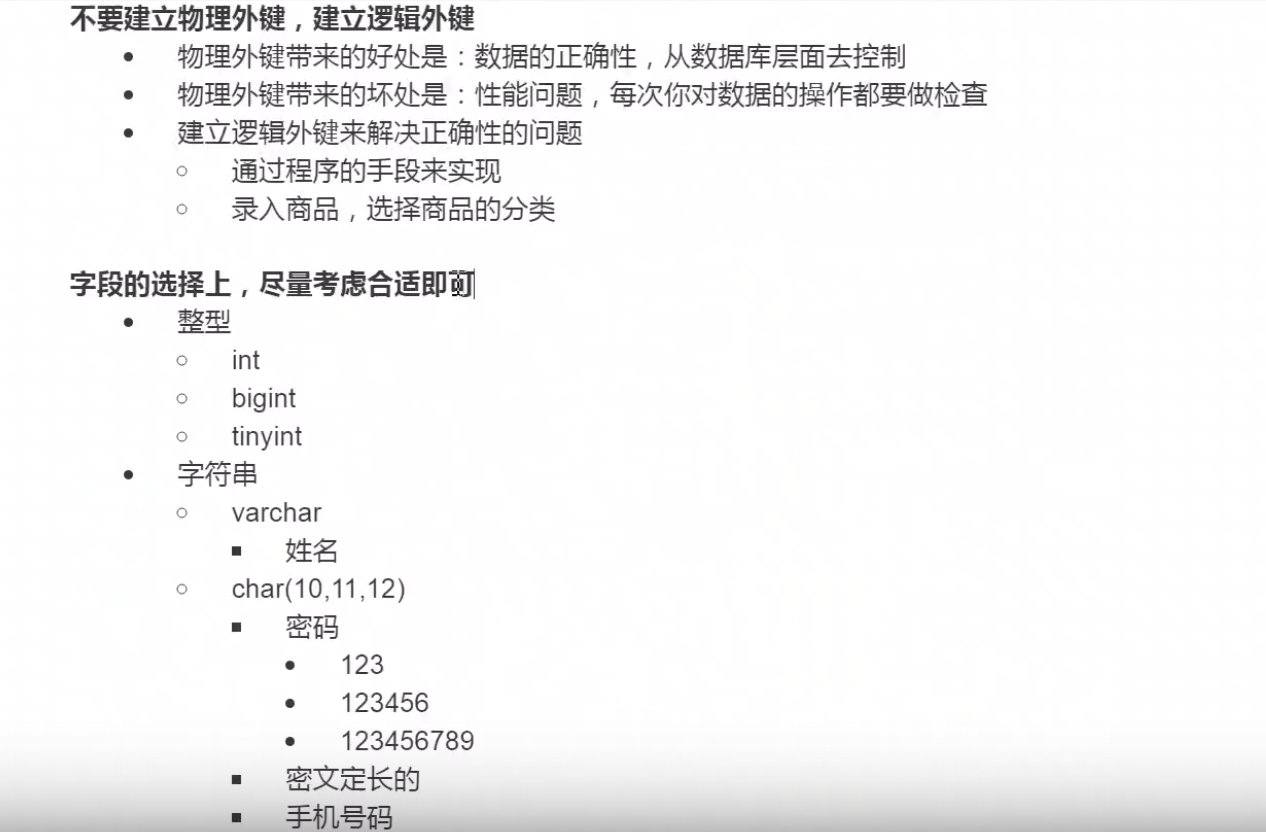 不要建立物理外键，建立逻辑外键
物理外键带来的好处是：数据的正确性，从数据库层面去控制
物理外键带来的坏处是：性能问题，每次你对数据的操作都要做检查
建立逻辑外键来解决正确性的问题
通过程序的手段来实现
录入商品，选择商品的分类
字段的选择上，尽量考虑合适即可
整型
int
bigint
tinyint
字符串
varchar
姓名
char(10,11,12)
密码
123
123456
123456789
密文定长的
手机号码